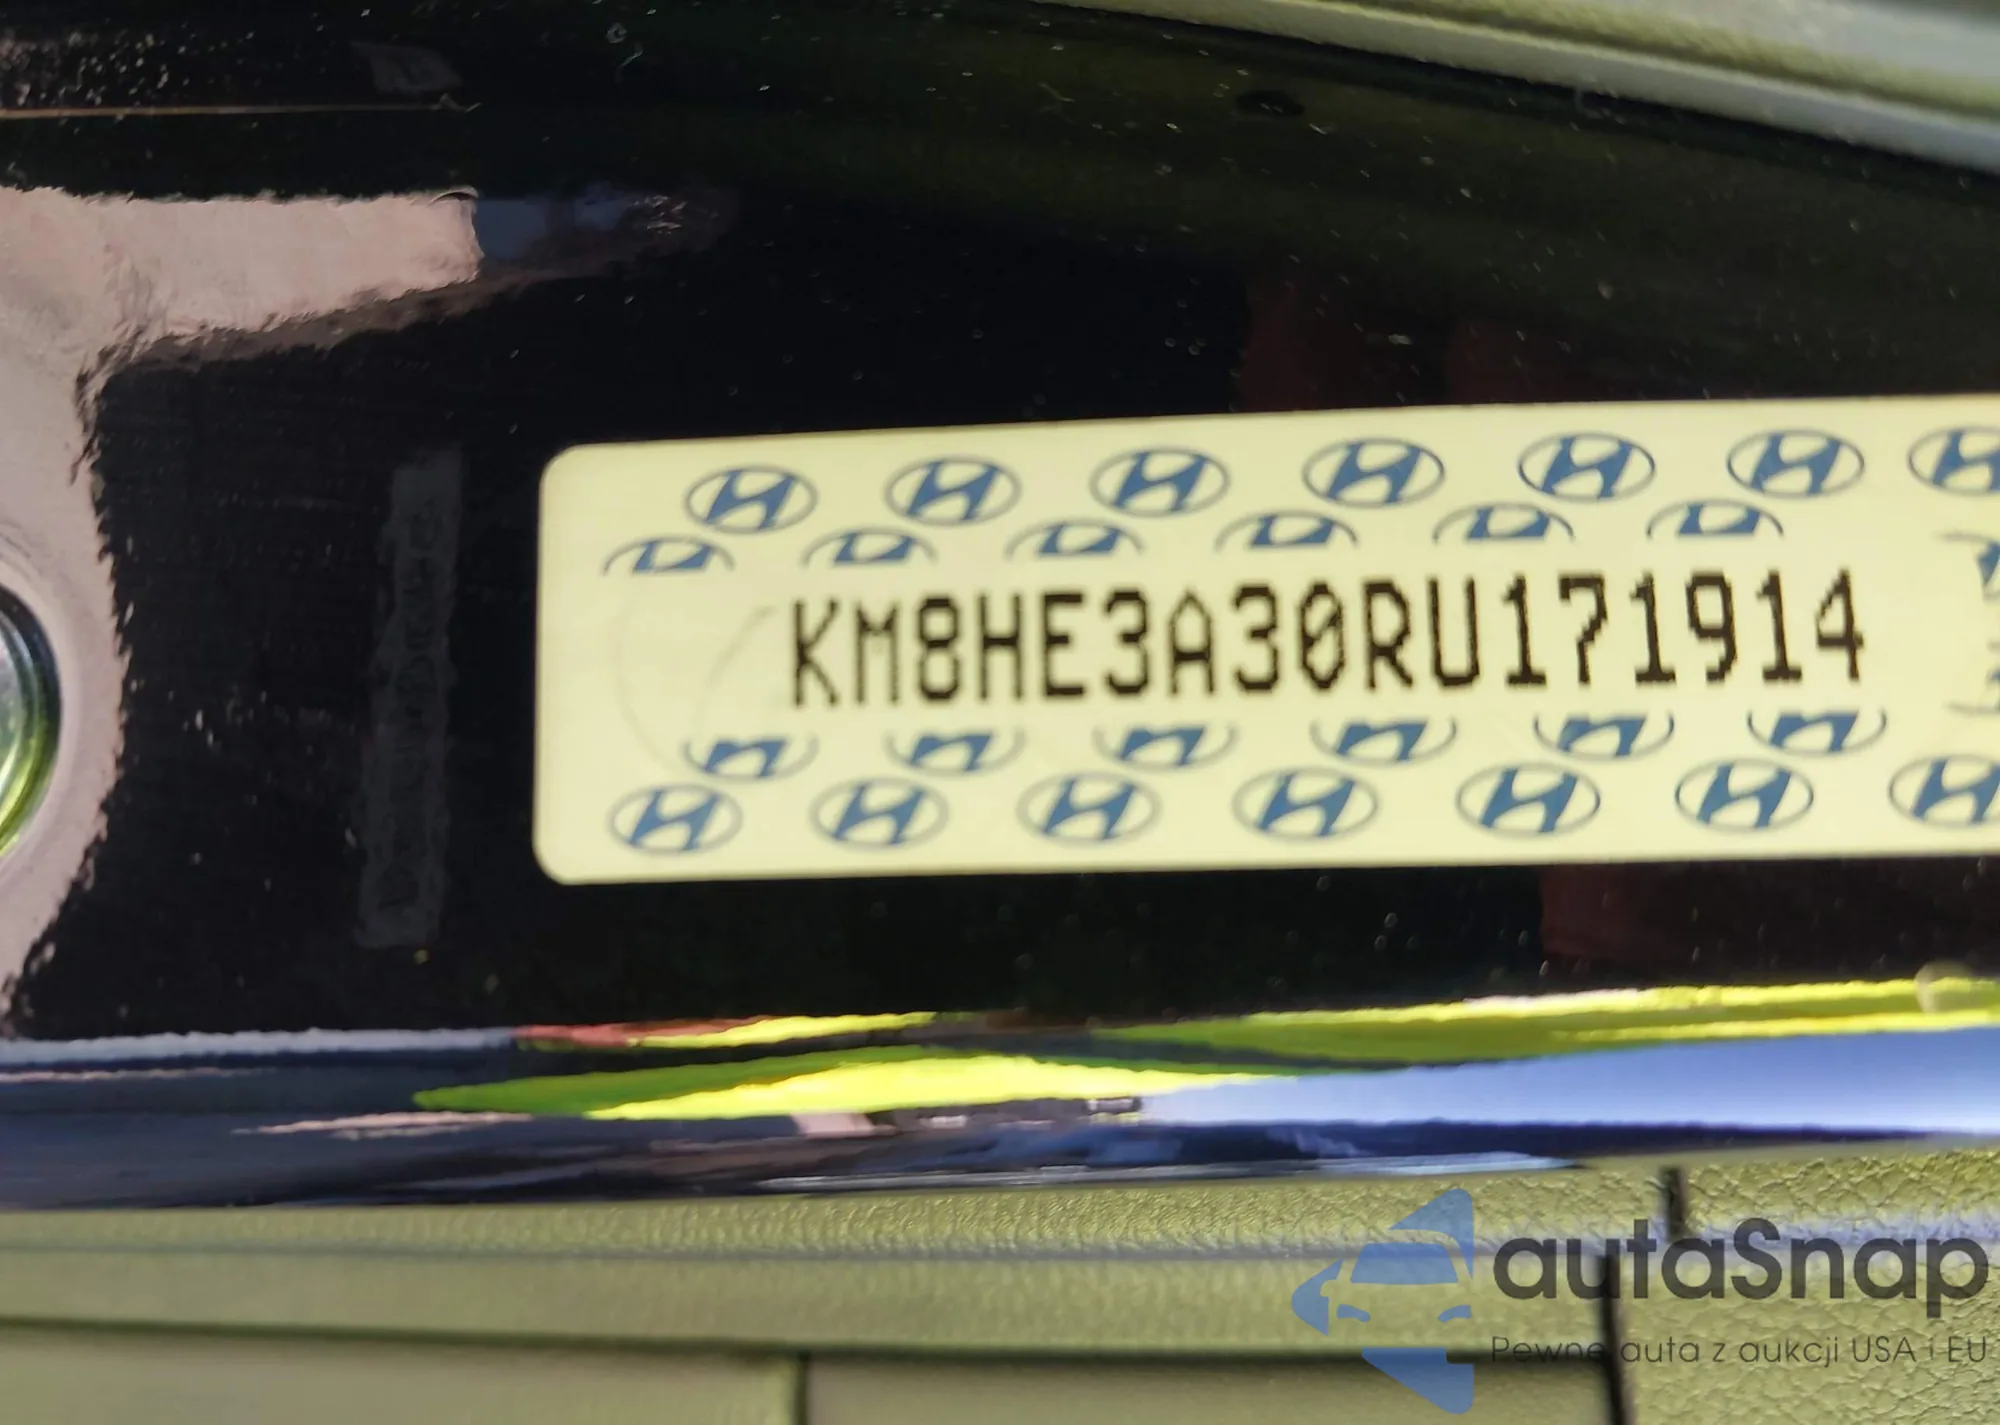 KM8HE3A30RU171914
autaSnap
Pewne auta z aukcji USA i EU